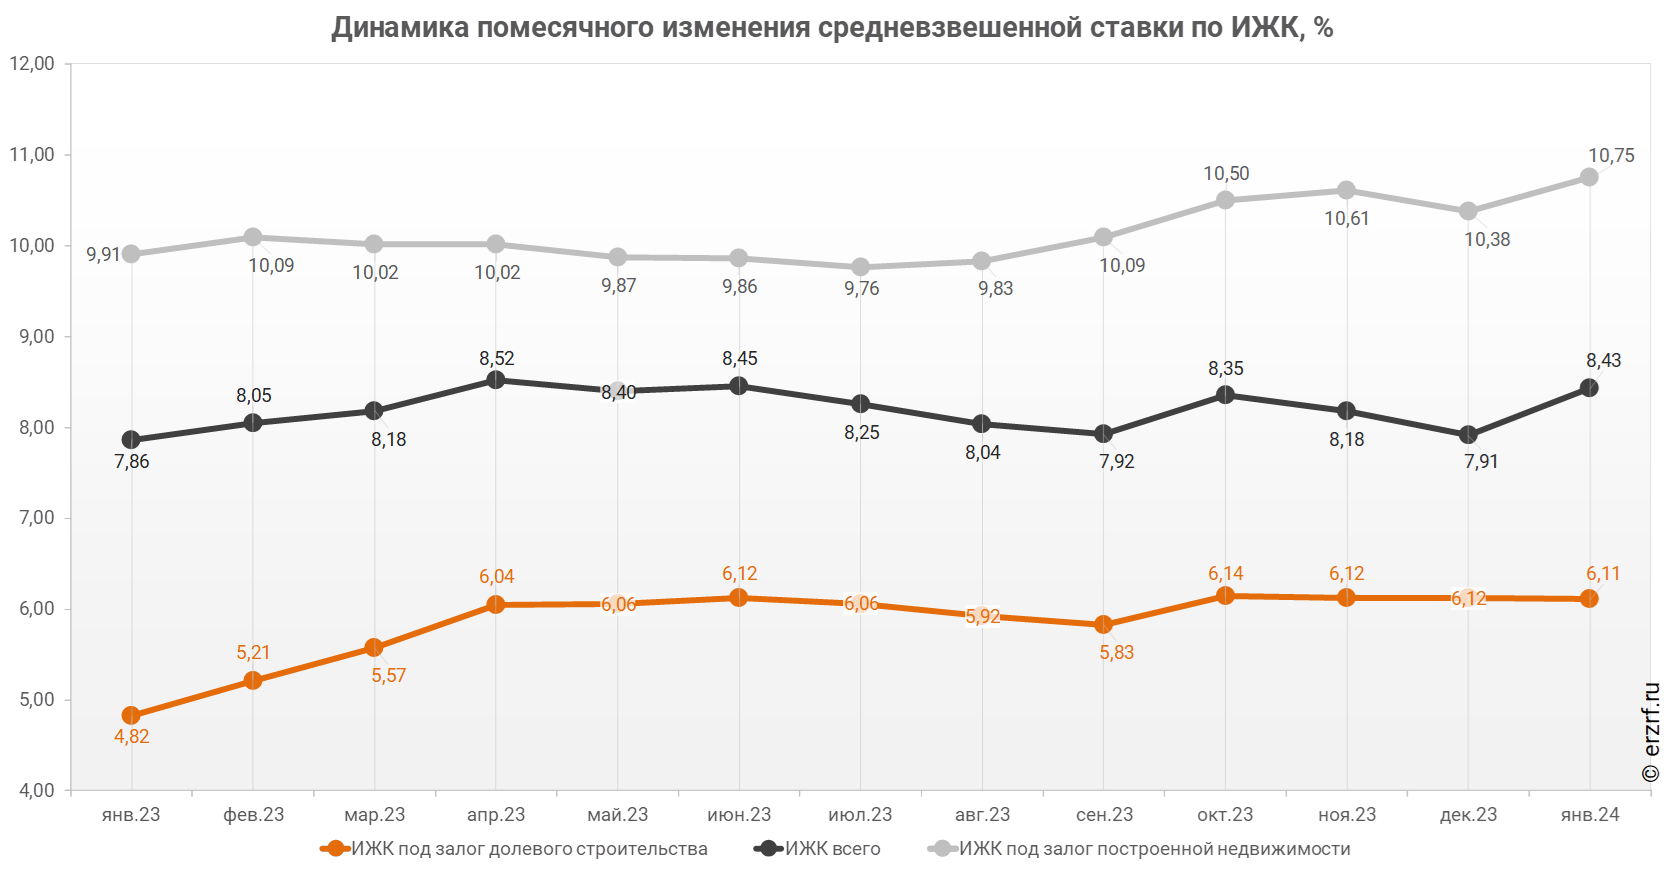 Динамика помесячного изменения средневзвешенной ставки по ИЖК, %
12,00
11,00
10,00
9,00
8,00
7,00
6,00
5,00
4,00
9,91 10,09 10,02 10,02 9,87 9,86 9,76 9,83 10,09 10,50 10,61 10,38 10,75
7,86 8,05 8,18 8,52 8,40 8,45 8,25 8,04 7,92 8,35 8,18 7,91 8,43
4,82 5,21 5,57 6,04 6,06 6,12 6,06 5,92 5,83 6,14 6,12 6,12 6,11
янв.23 фев.23 мар.23 апр.23 май.23 июн.23 июл.23 авг.23 сен.23 окт.23 ноя.23 дек.23 янв.24
ИЖК под залог долевого строительства ИЖК всего ИЖК под залог построенной недвижимости
© erzrf.ru